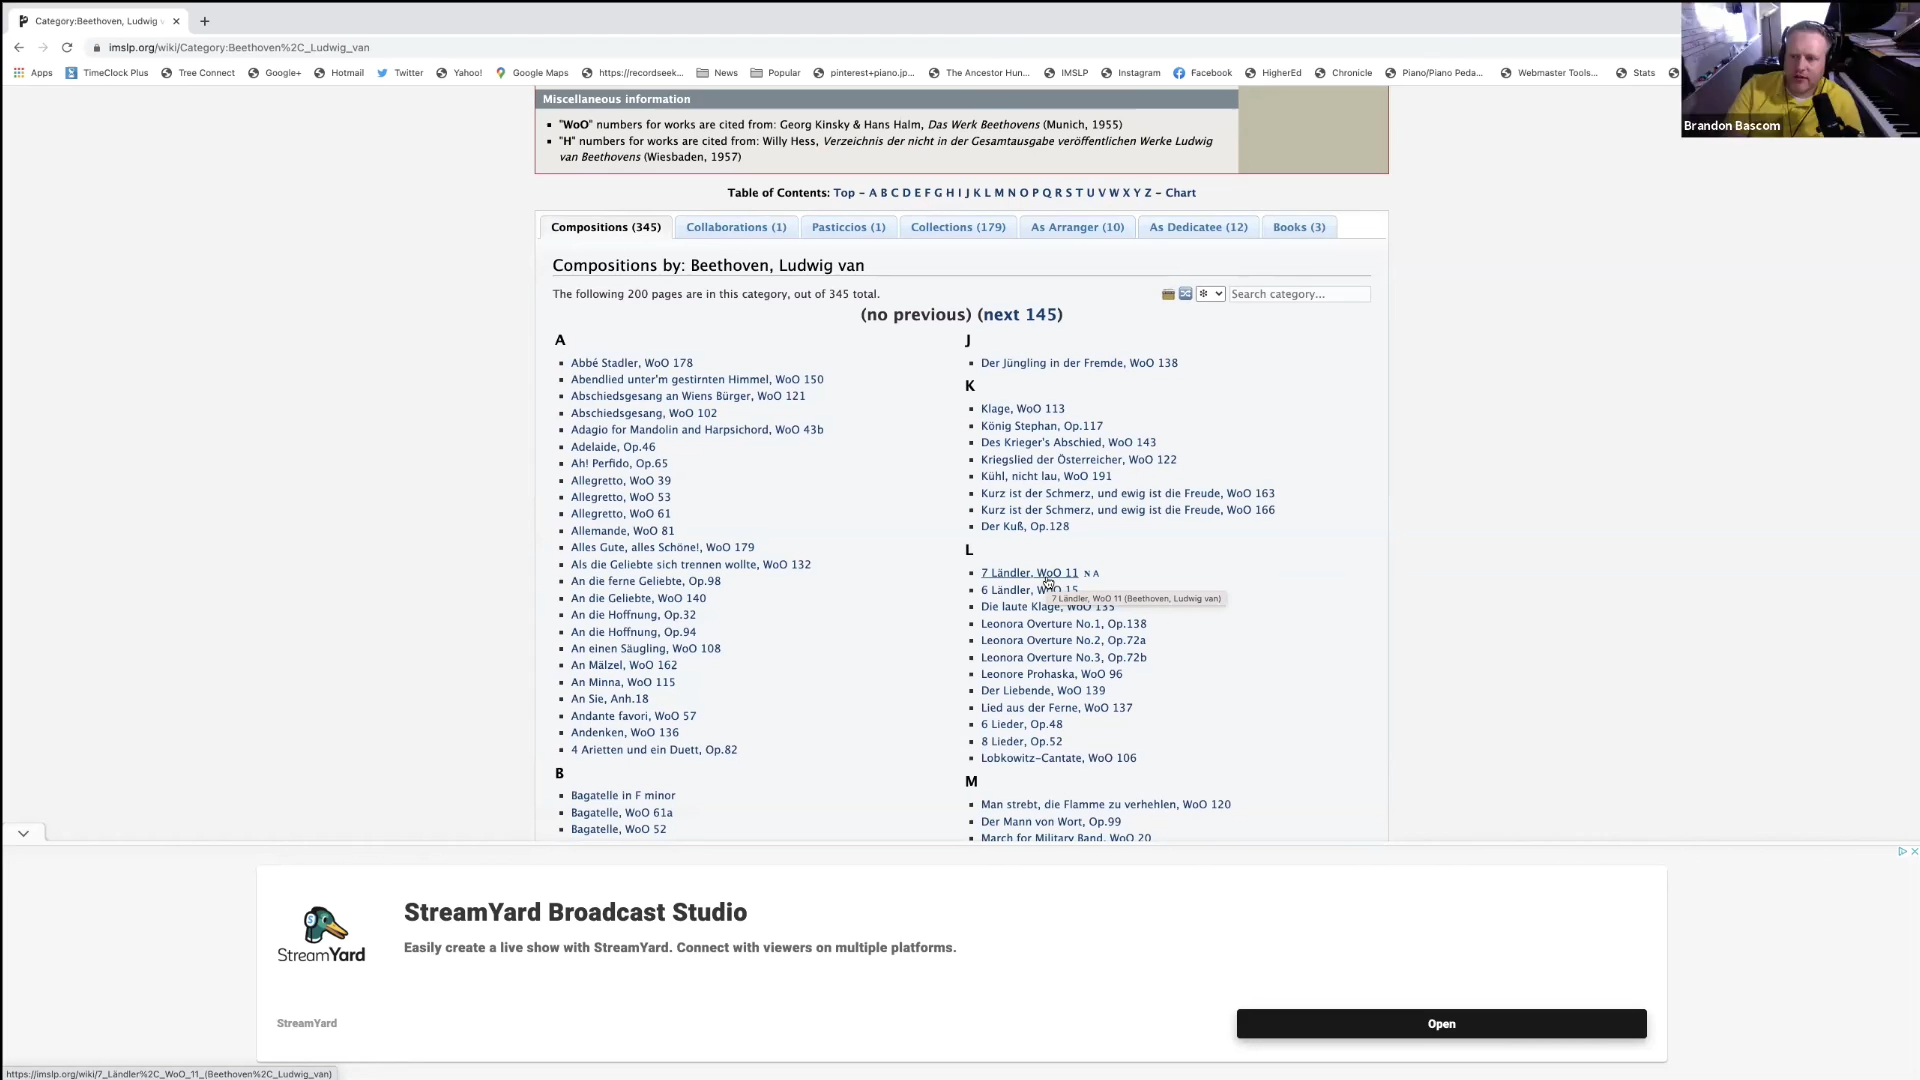 Category:Beethoven, Ludwig v
imslp.org/wiki/Category:Beethoven%2C_Ludwig_van
Apps TimeClock Plus Tree Connect Google+ Hotmail Twitter Yahoo! Google Maps https://recordseek... News Popular pinterest+piano.jp... The Ancestor Hun... IMSLP Instagram Facebook HigherEd Chronicle Piano/Piano Peda... Webmaster Tools... Stats
Brandon Bascom
Miscellaneous information
"WoO" numbers for works are cited from: Georg Kinsky & Hans Halm, Das Werk Beethovens (Munich, 1955)
"H" numbers for works are cited from: Willy Hess, Verzeichnis der nicht in der Gesamtausgabe veröffentlichen Werke Ludwig
van Beethovens (Wiesbaden, 1957)
Table of Contents: Top – A B C D E F G H I J K L M N O P Q R S T U V W X Y Z – Chart
Compositions (345) Collaborations (1) Pasticcios (1) Collections (179) As Arranger (10) As Dedicatee (12) Books (3)
Compositions by: Beethoven, Ludwig van
The following 200 pages are in this category, out of 345 total.
Search category...
(no previous) (next 145)
A
Abbé Stadler, WoO 178
Abendlied unter'm gestirnten Himmel, WoO 150
Abschiedsgesang an Wiens Bürger, WoO 121
Abschiedsgesang, WoO 102
Adagio for Mandolin and Harpsichord, WoO 43b
Adelaide, Op.46
Ah! Perfido, Op.65
Allegretto, WoO 39
Allegretto, WoO 53
Allegretto, WoO 61
Allemande, WoO 81
Alles Gute, alles Schöne!, WoO 179
Als die Geliebte sich trennen wollte, WoO 132
An die ferne Geliebte, Op.98
An die Geliebte, WoO 140
An die Hoffnung, Op.32
An die Hoffnung, Op.94
An einen Säugling, WoO 108
An Mälzel, WoO 162
An Minna, WoO 115
An Sie, Anh.18
Andante favori, WoO 57
Andenken, WoO 136
4 Arietten und ein Duett, Op.82
B
Bagatelle in F minor
Bagatelle, WoO 61a
Bagatelle, WoO 52
J
Der Jüngling in der Fremde, WoO 138
K
Klage, WoO 113
König Stephan, Op.117
Des Krieger's Abschied, WoO 143
Kriegslied der Österreicher, WoO 122
Kühl, nicht lau, WoO 191
Kurz ist der Schmerz, und ewig ist die Freude, WoO 163
Kurz ist der Schmerz, und ewig ist die Freude, WoO 166
Der Kuß, Op.128
L
7 Ländler, WoO 11 N A
6 Ländler, WoO 15
7 Ländler, WoO 11 (Beethoven, Ludwig van)
Die laute Klage, WoO 135
Leonora Overture No.1, Op.138
Leonora Overture No.2, Op.72a
Leonora Overture No.3, Op.72b
Leonore Prohaska, WoO 96
Der Liebende, WoO 139
Lied aus der Ferne, WoO 137
6 Lieder, Op.48
8 Lieder, Op.52
Lobkowitz-Cantate, WoO 106
M
Man strebt, die Flamme zu verhehlen, WoO 120
Der Mann von Wort, Op.99
March for Military Band, WoO 20
StreamYard Broadcast Studio
Easily create a live show with StreamYard. Connect with viewers on multiple platforms.
StreamYard
StreamYard
Open
https://imslp.org/wiki/7_Ländler%2C_WoO_11_(Beethoven%2C_Ludwig_van)